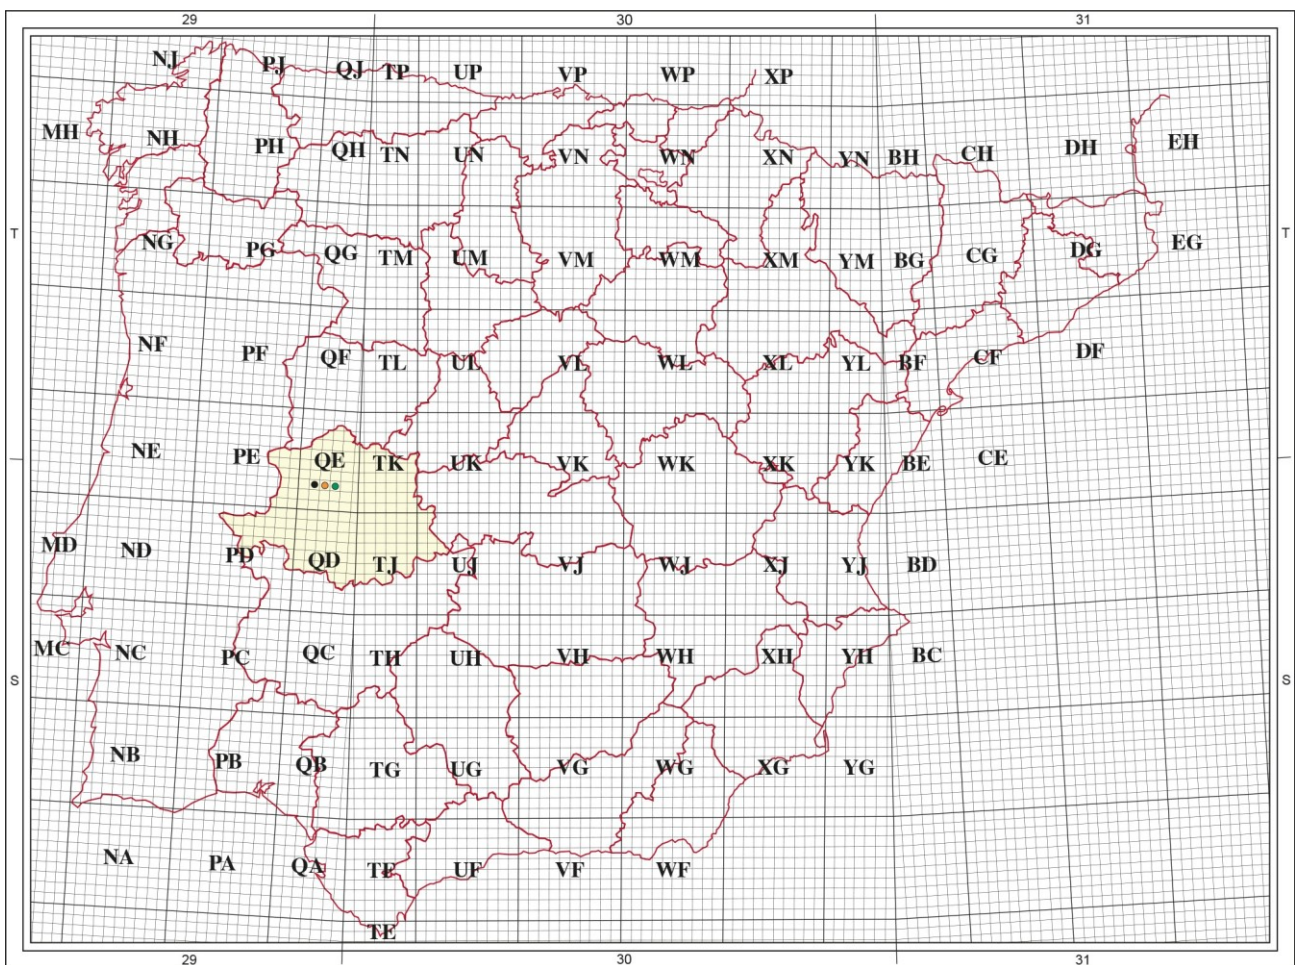 29 30 31
NJ PJ QJ TP UP VP WP XP
MH NH PH QH TN UN VN WN XN YN BH CH DH EH
T NG PG QG TM UM VM WM XM YM BG CG DG EG T
NF PF QF TL UL VL WL XL YL BF CF DF
NE PE QE TK UK VK WK XK YK BE CE
MD ND PD QD TJ UJ VJ WJ XJ YJ BD
MC NC PC QC TH UH VH WH XH YH BC
S S
NB PB QB TG UG VG WG XG YG
NA PA QA TF UF VF WF
TE
29 30 31